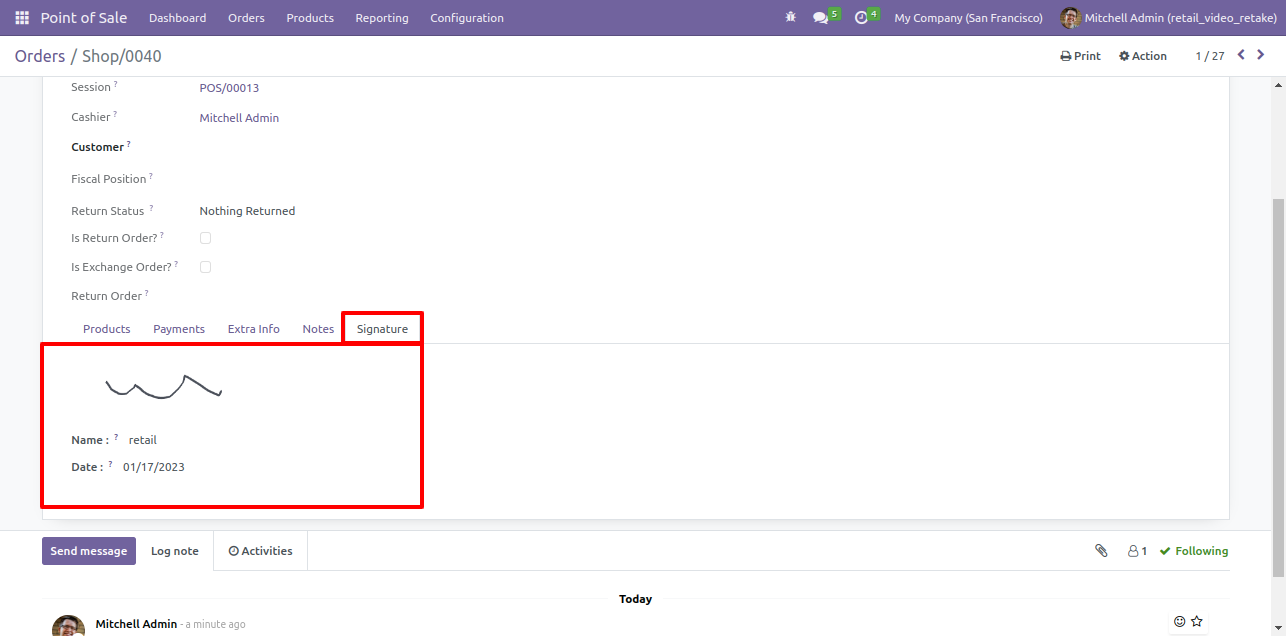 Point of Sale Dashboard Orders Products Reporting Configuration 5 4 My Company (San Francisco) Mitchell Admin (retail_video_retake)
Orders / Shop/0040 Print Action 1 / 27
Session ? POS/00013
Cashier ? Mitchell Admin
Customer ?
Fiscal Position ?
Return Status ? Nothing Returned
Is Return Order? ?
Is Exchange Order? ?
Return Order ?
Products Payments Extra Info Notes Signature
Name : ? retail
Date : ? 01/17/2023
Send message Log note Activities 1 Following
Today
Mitchell Admin - a minute ago